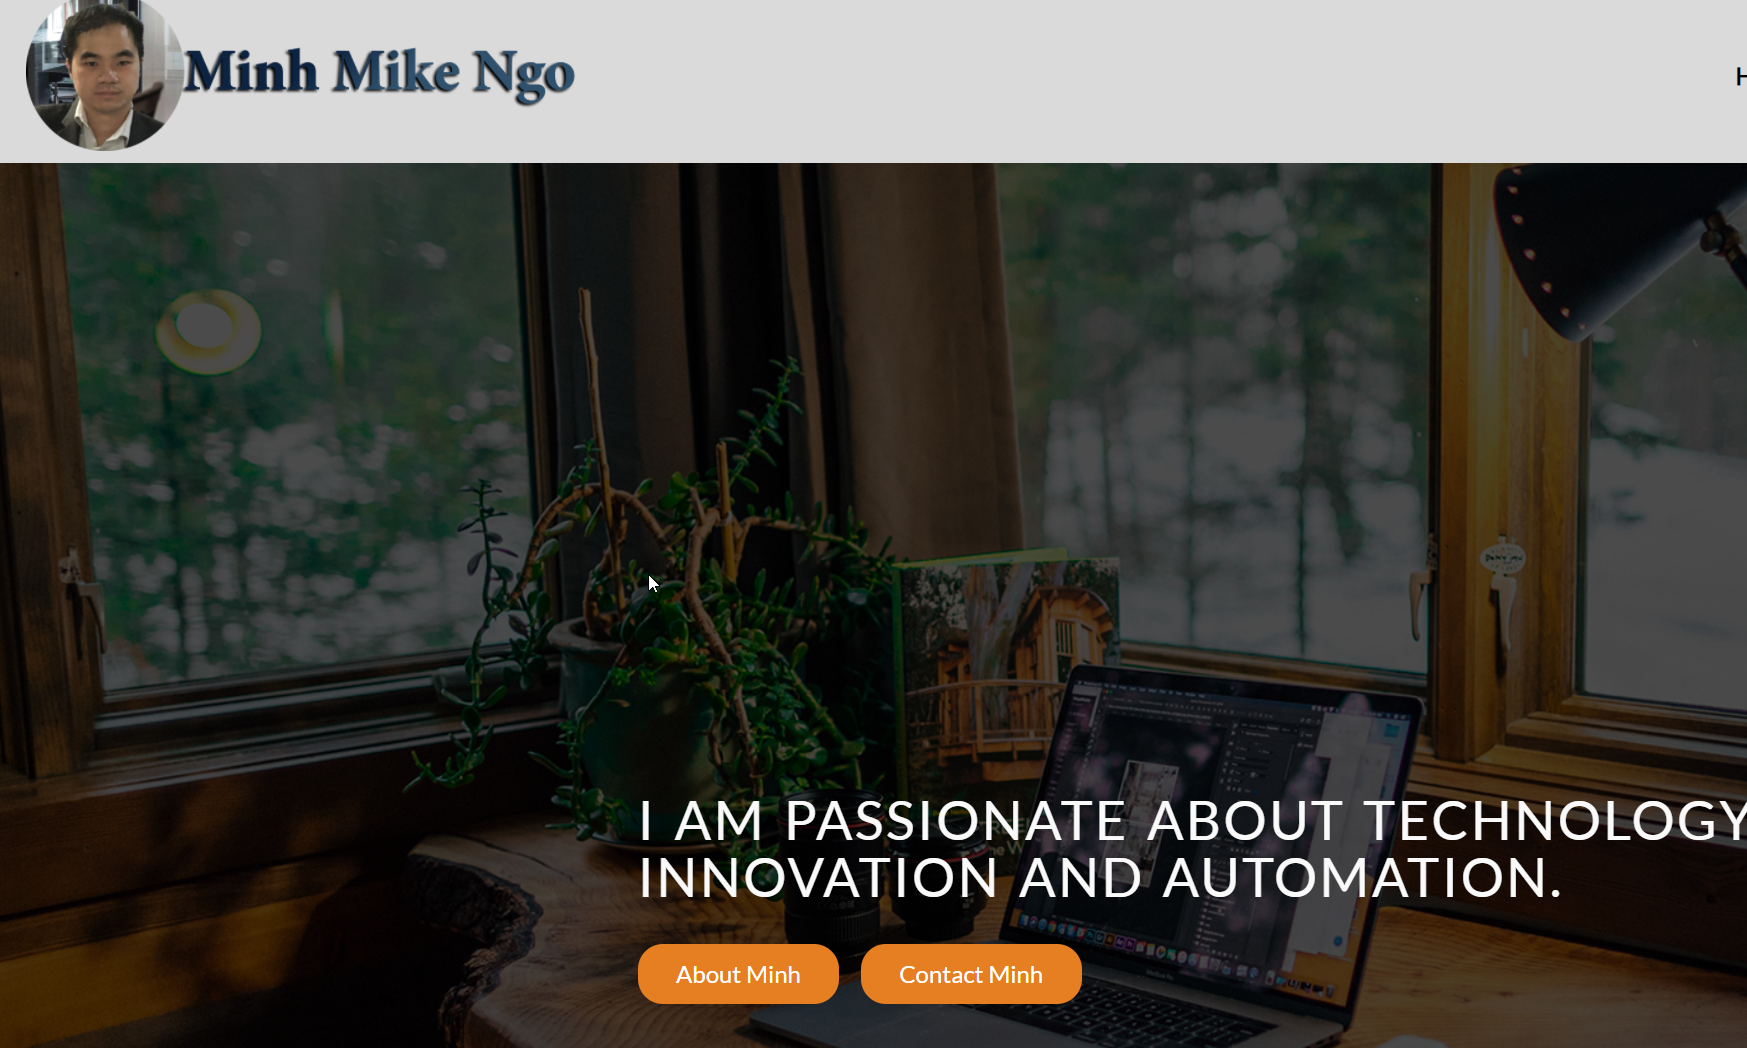 Minh Mike Ngo
H
I AM PASSIONATE ABOUT TECHNOLOGY
INNOVATION AND AUTOMATION.
About Minh
Contact Minh